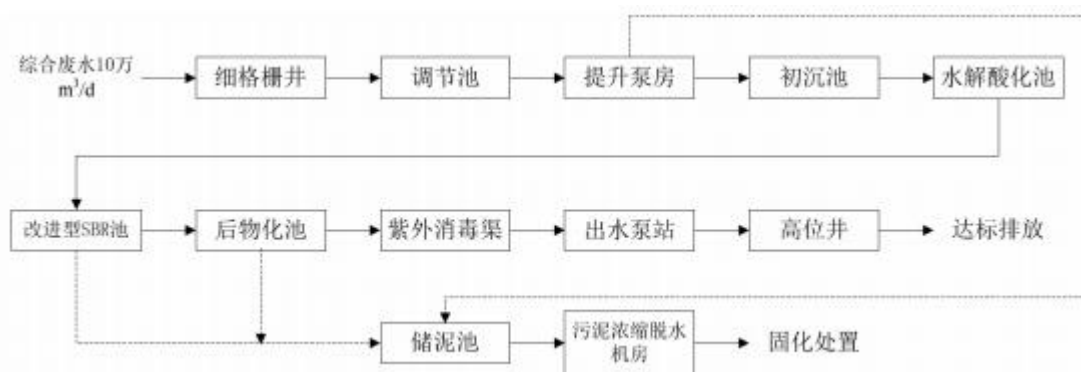 综合废水10万
m³/d
细格栅井
调节池
提升泵房
初沉池
水解酸化池
改进型SBR池
后物化池
紫外消毒渠
出水泵站
高位井
达标排放
储泥池
污泥浓缩脱水
机房
固化处置